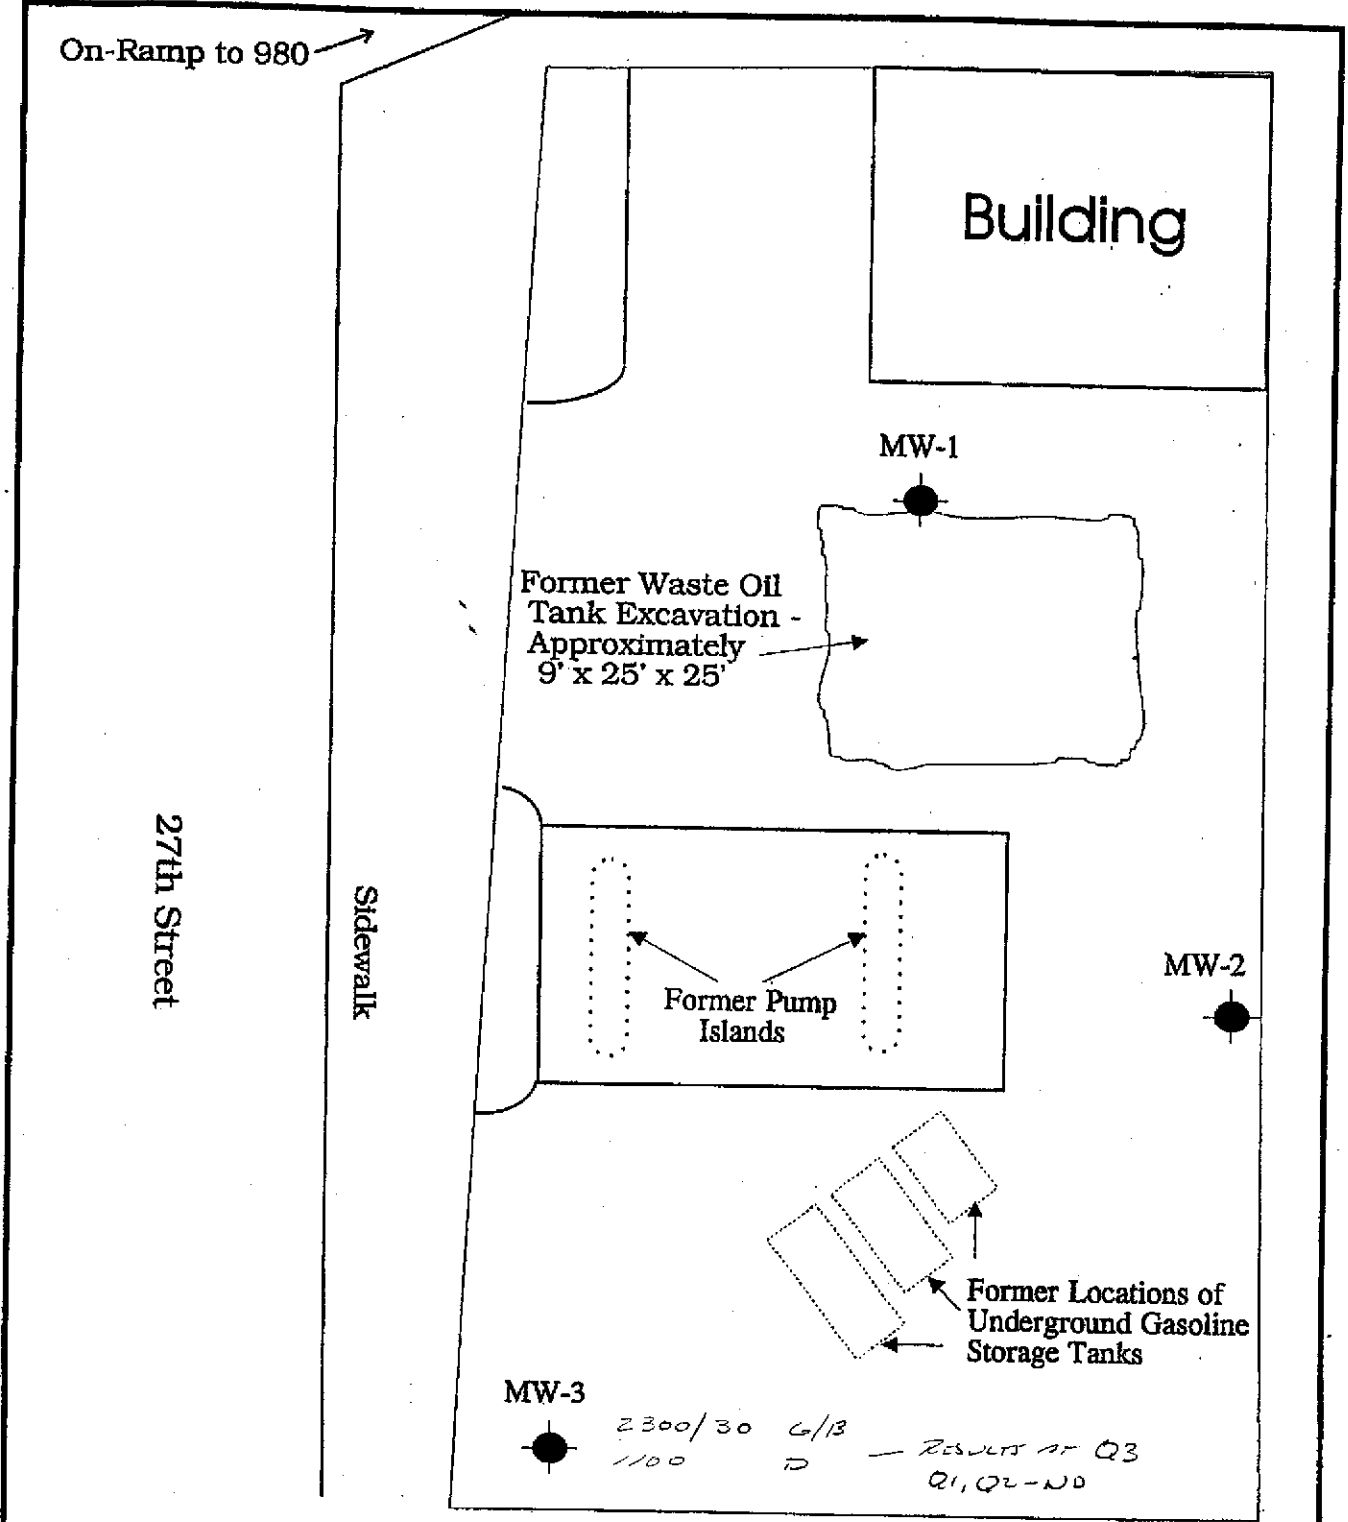 On-Ramp to 980
Building
MW-1
Former Waste Oil
Tank Excavation -
Approximately
9' x 25' x 25'
27th Street
Sidewalk
Former Pump
Islands
MW-2
Former Locations of
Underground Gasoline
Storage Tanks
MW-3
2300/30 G/B
1100 D — RESULTS AT Q3
Q1, Q2-ND